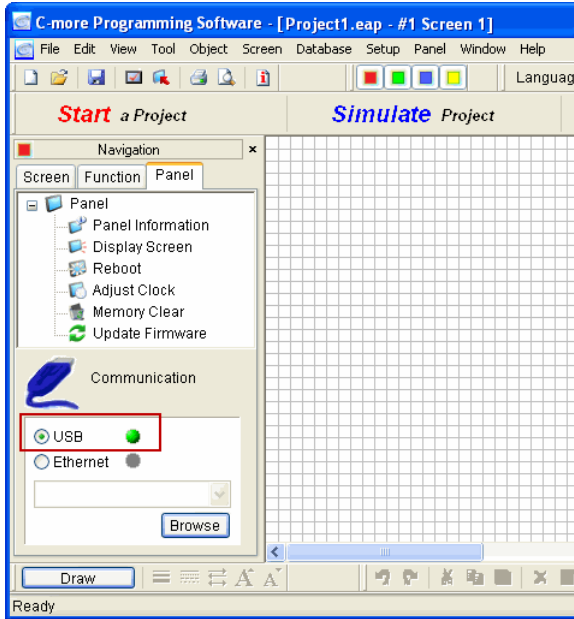 C-more Programming Software - [Project1.eap - #1 Screen 1]
File Edit View Tool Object Screen Database Setup Panel Window Help
Languag
Start a Project Simulate Project
Navigation
Screen Function Panel
Panel
Panel Information
Display Screen
Reboot
Adjust Clock
Memory Clear
Update Firmware
Communication
USB
Ethernet
Browse
Draw
Ready